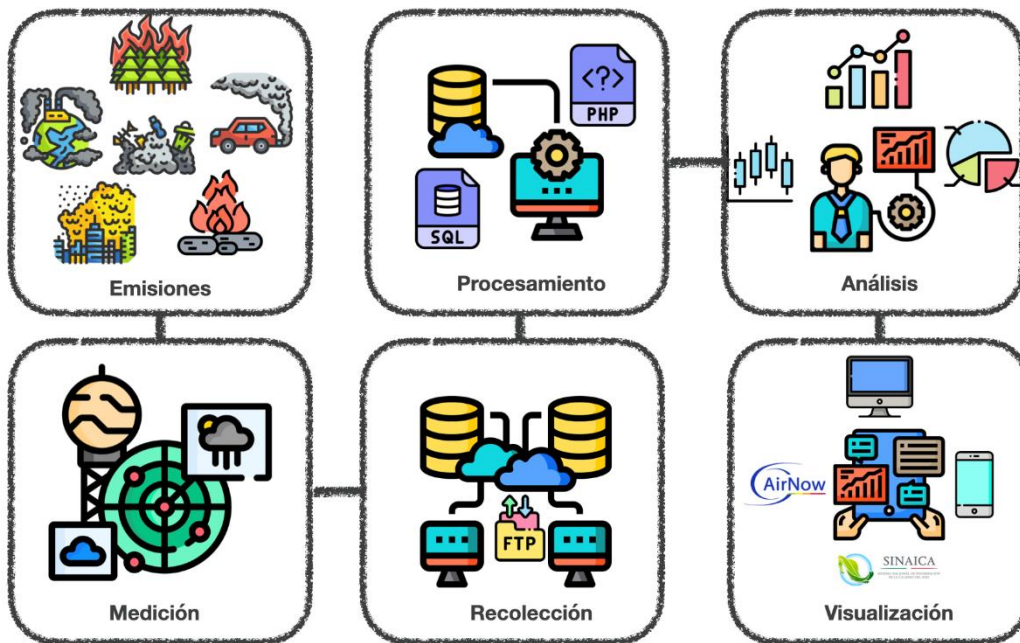 PHP
SQL
Emisiones
Procesamiento
Análisis
AirNow
FTP
SINAICA
Medición
Recolección
Visualización